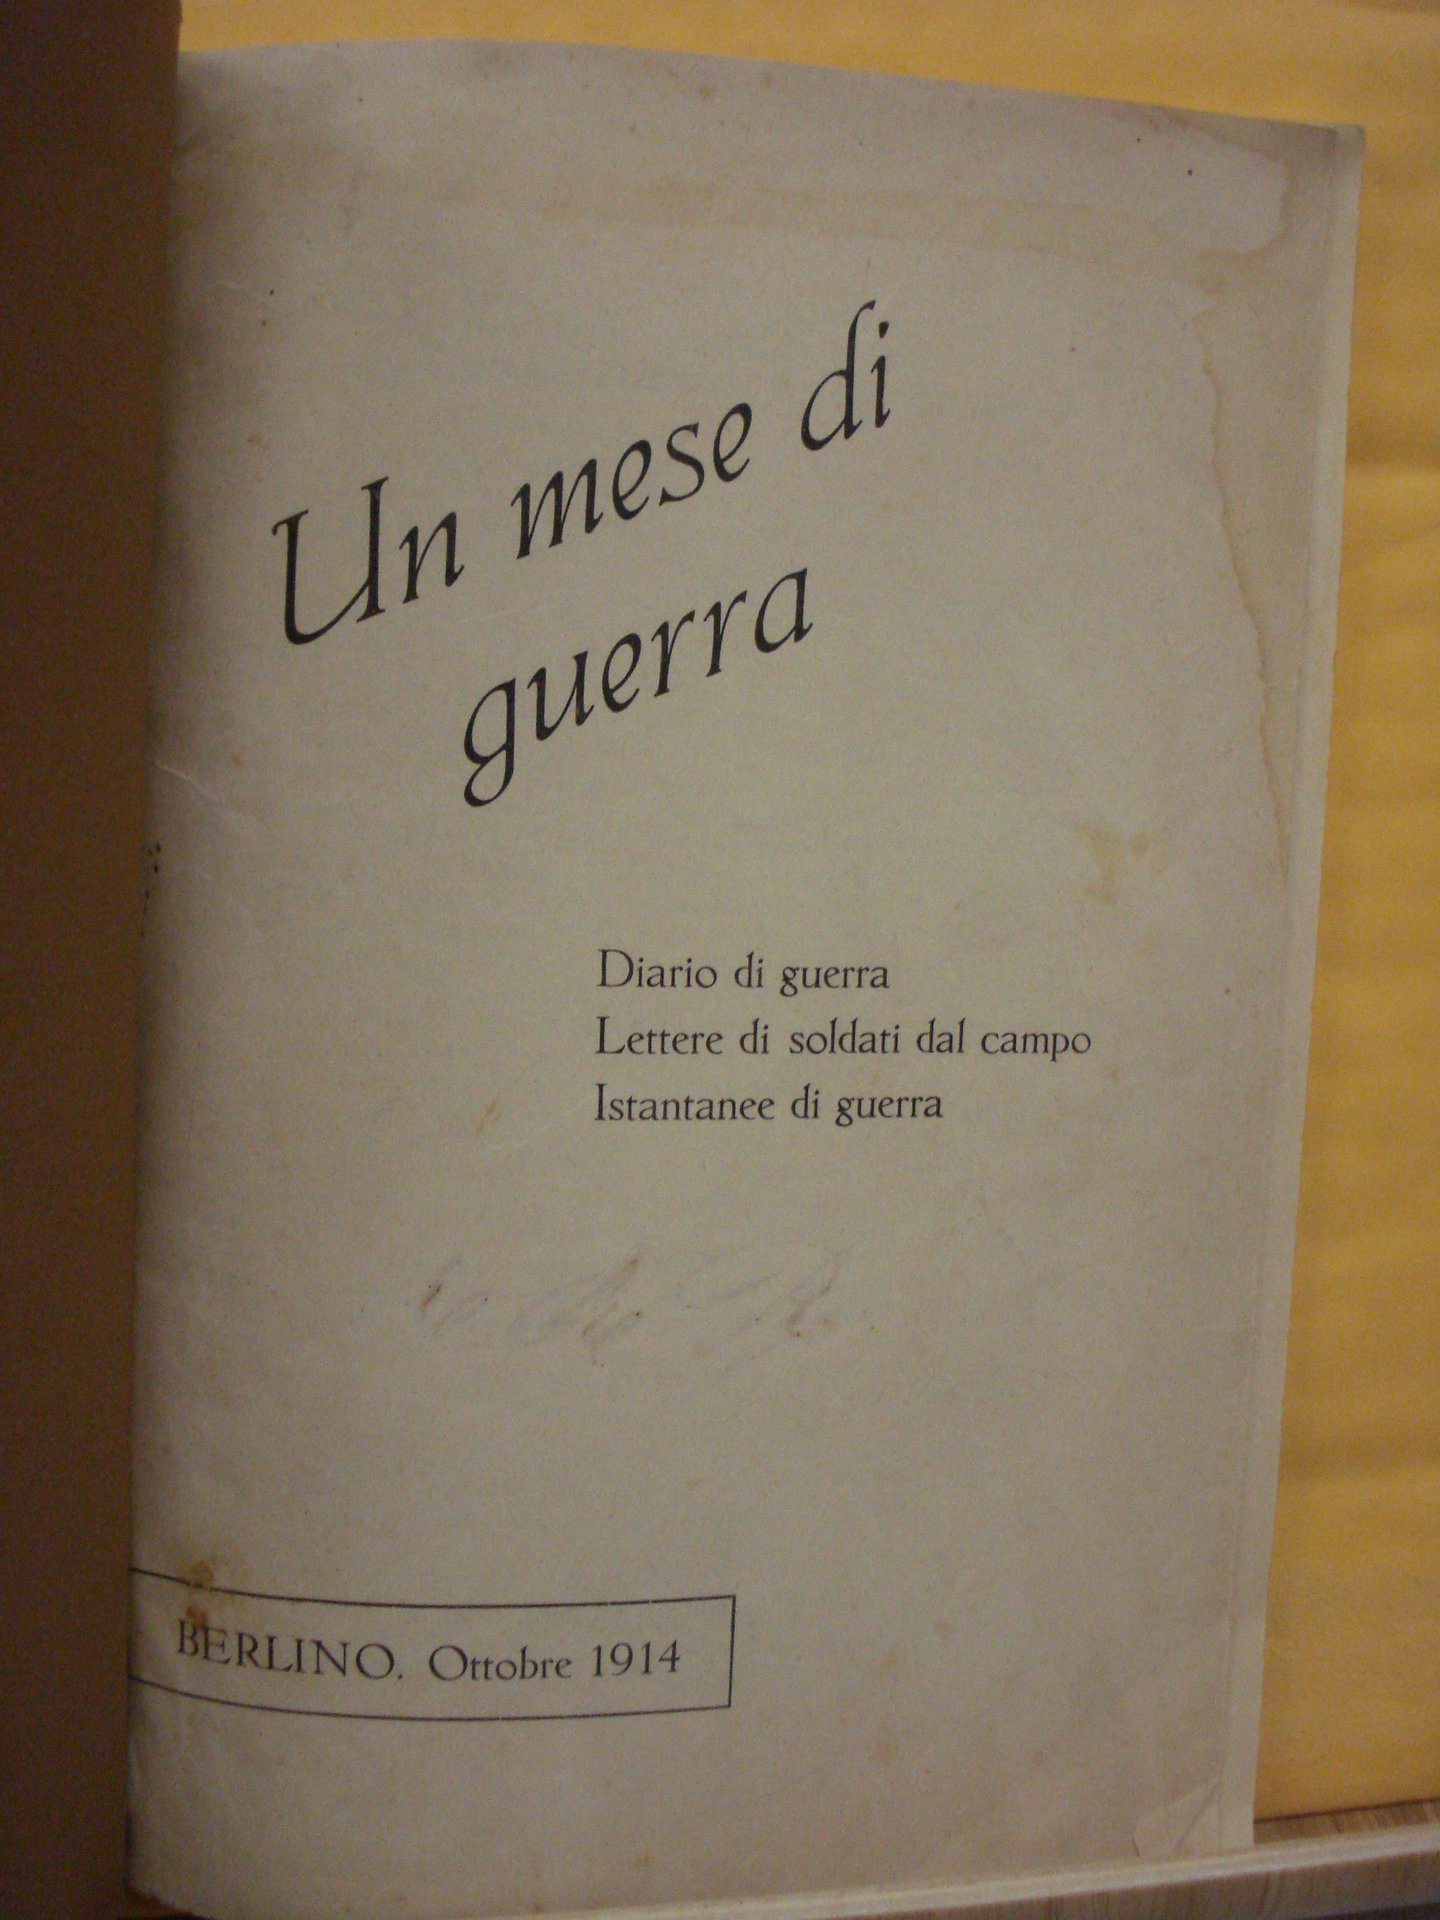 Un mese di
guerra
Diario di guerra
Lettere di soldati dal campo
Istantanee di guerra
BERLINO. Ottobre 1914